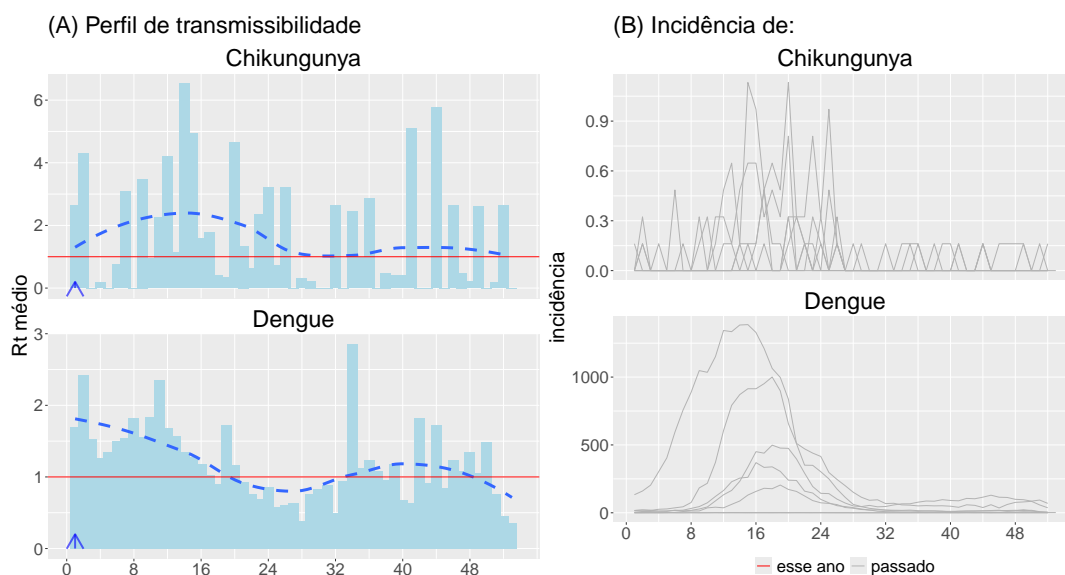 (A) Perfil de transmissibilidade
Chikungunya
6
4
2
0
Dengue
3
2
1
0
0 8 16 24 32 40 48
Rt médio
(B) Incidência de:
Chikungunya
0.9
0.6
0.3
0.0
Dengue
1000
500
0
0 8 16 24 32 40 48
incidência
esse ano passado